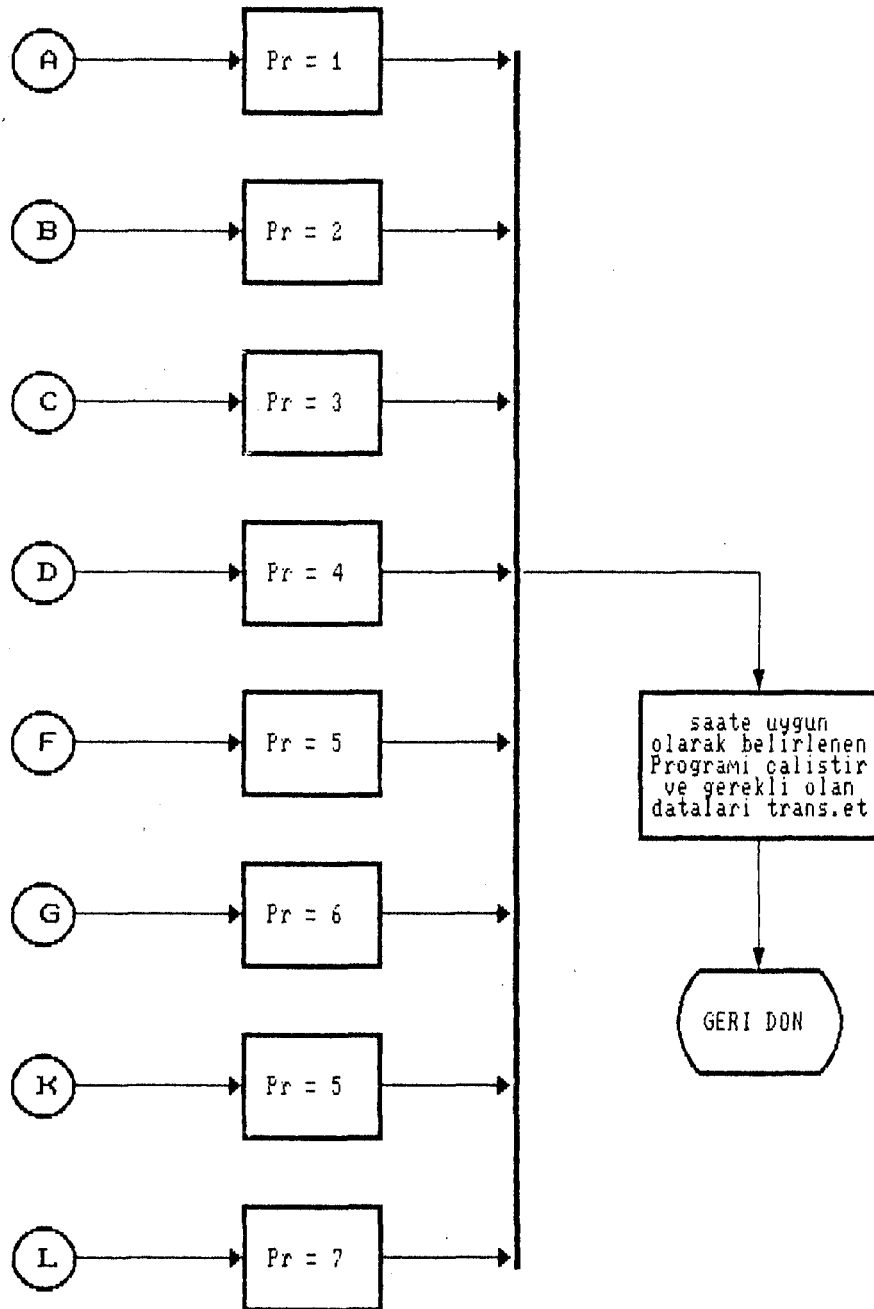 A
Pr = 1
B
Pr = 2
C
Pr = 3
D
Pr = 4
F
Pr = 5
saate uygun
olarak belirlenen
Programi calistir
ve gerekli olan
datalari trans.et
G
Pr = 6
GERI DON
K
Pr = 5
L
Pr = 7